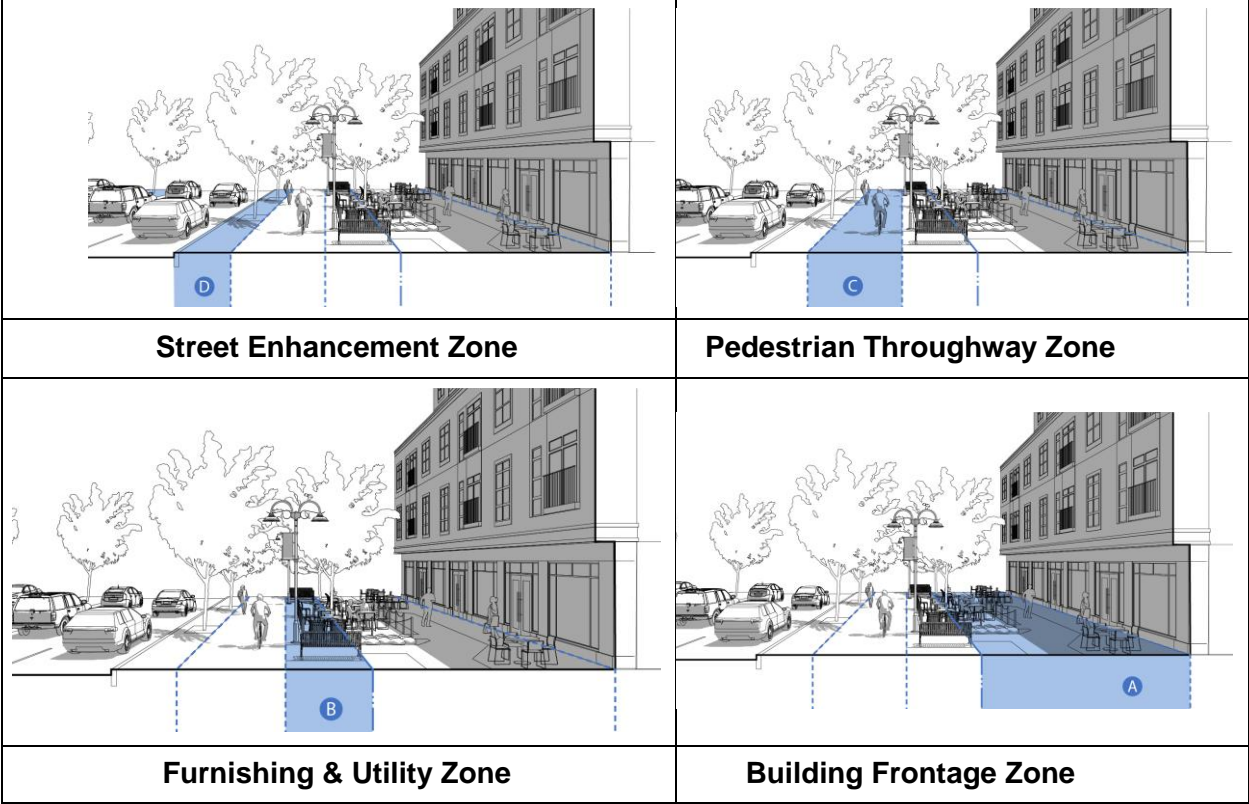 D
C
Street Enhancement Zone
Pedestrian Throughway Zone
B
A
Furnishing & Utility Zone
Building Frontage Zone